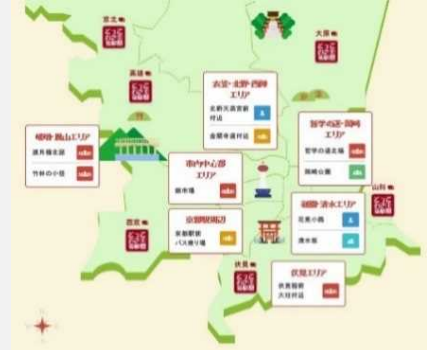 京北
大原
高雄
衣笠・北野・西陣
エリア
北野天満宮前
付近
金閣寺道付近
嵯峨・嵐山エリア
渡月橋北詰
竹林の小径
哲学の道・岡崎
エリア
哲学の道北端
岡崎公園
市内中心部
エリア
錦市場
山科
祇園・清水エリア
花見小路
清水坂
京都駅周辺
京都駅前
バス乗り場
西京
伏見
伏見エリア
伏見稲荷
大社付近